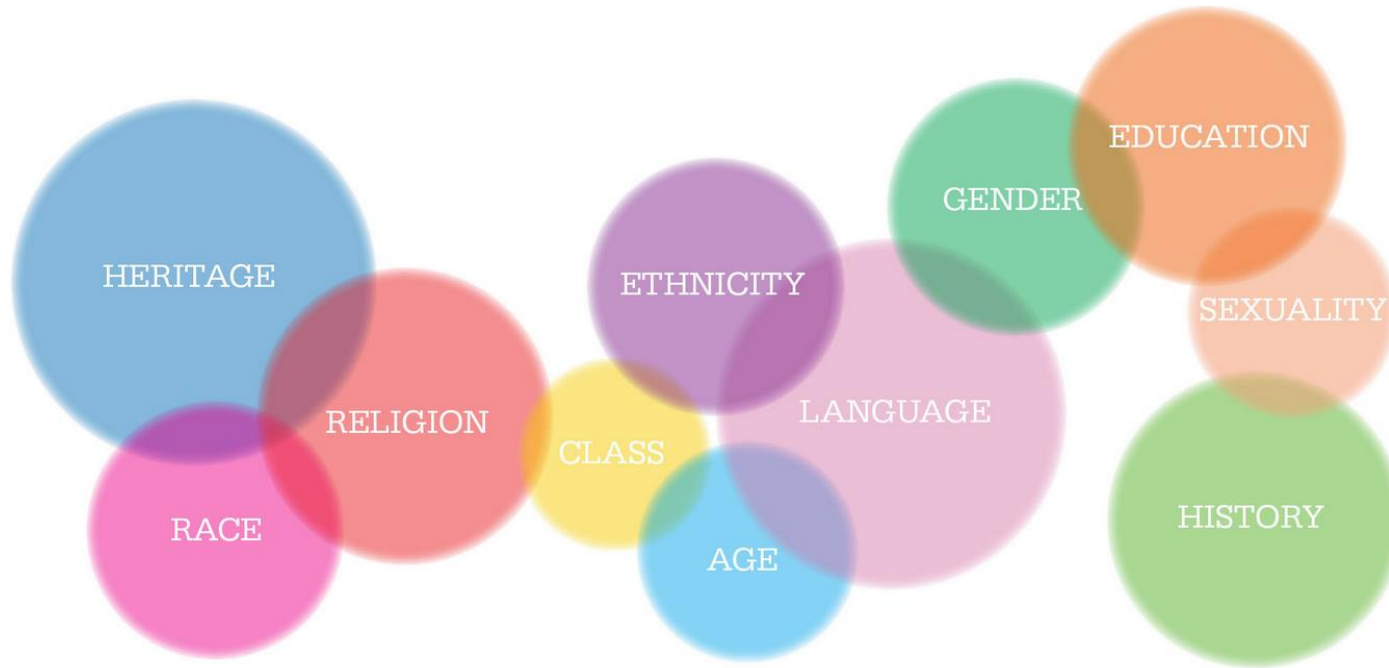 EDUCATION
GENDER
HERITAGE
ETHNICITY
SEXUALITY
RELIGION
LANGUAGE
CLASS
RACE
AGE
HISTORY